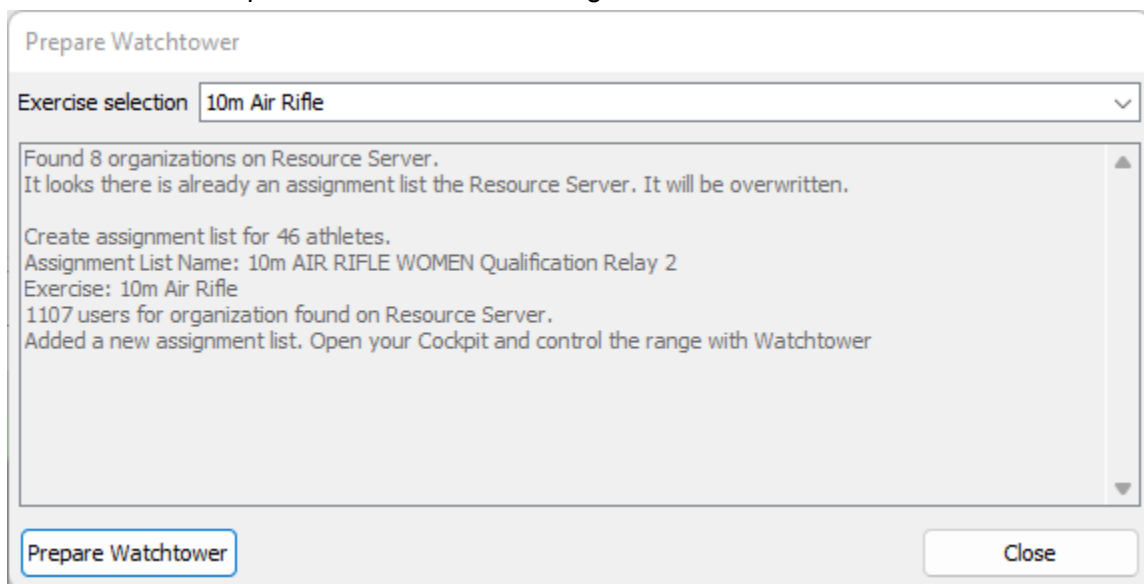 Prepare Watchtower
Exercise selection 10m Air Rifle
Found 8 organizations on Resource Server.
It looks there is already an assignment list the Resource Server. It will be overwritten.
Create assignment list for 46 athletes.
Assignment List Name: 10m AIR RIFLE WOMEN Qualification Relay 2
Exercise: 10m Air Rifle
1107 users for organization found on Resource Server.
Added a new assignment list. Open your Cockpit and control the range with Watchtower
Prepare Watchtower Close